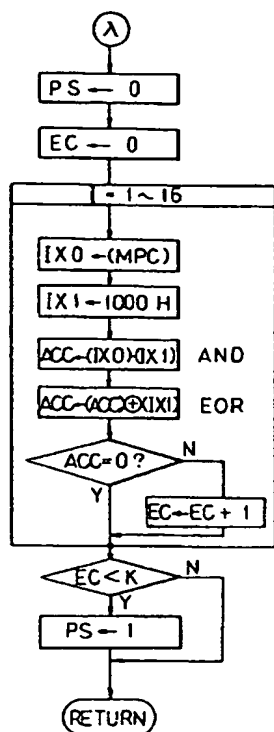 λ
PS ← 0
EC ← 0
I = 1 ~ 16
IX0 ← (MPC)
IX1 ← 1000 H
ACC←(IX0)·(IX1) AND
ACC←(ACC)⊕(IX1) EOR
ACC=0 ?
N
Y
EC ← EC + 1
EC < K
N
Y
PS ← 1
RETURN